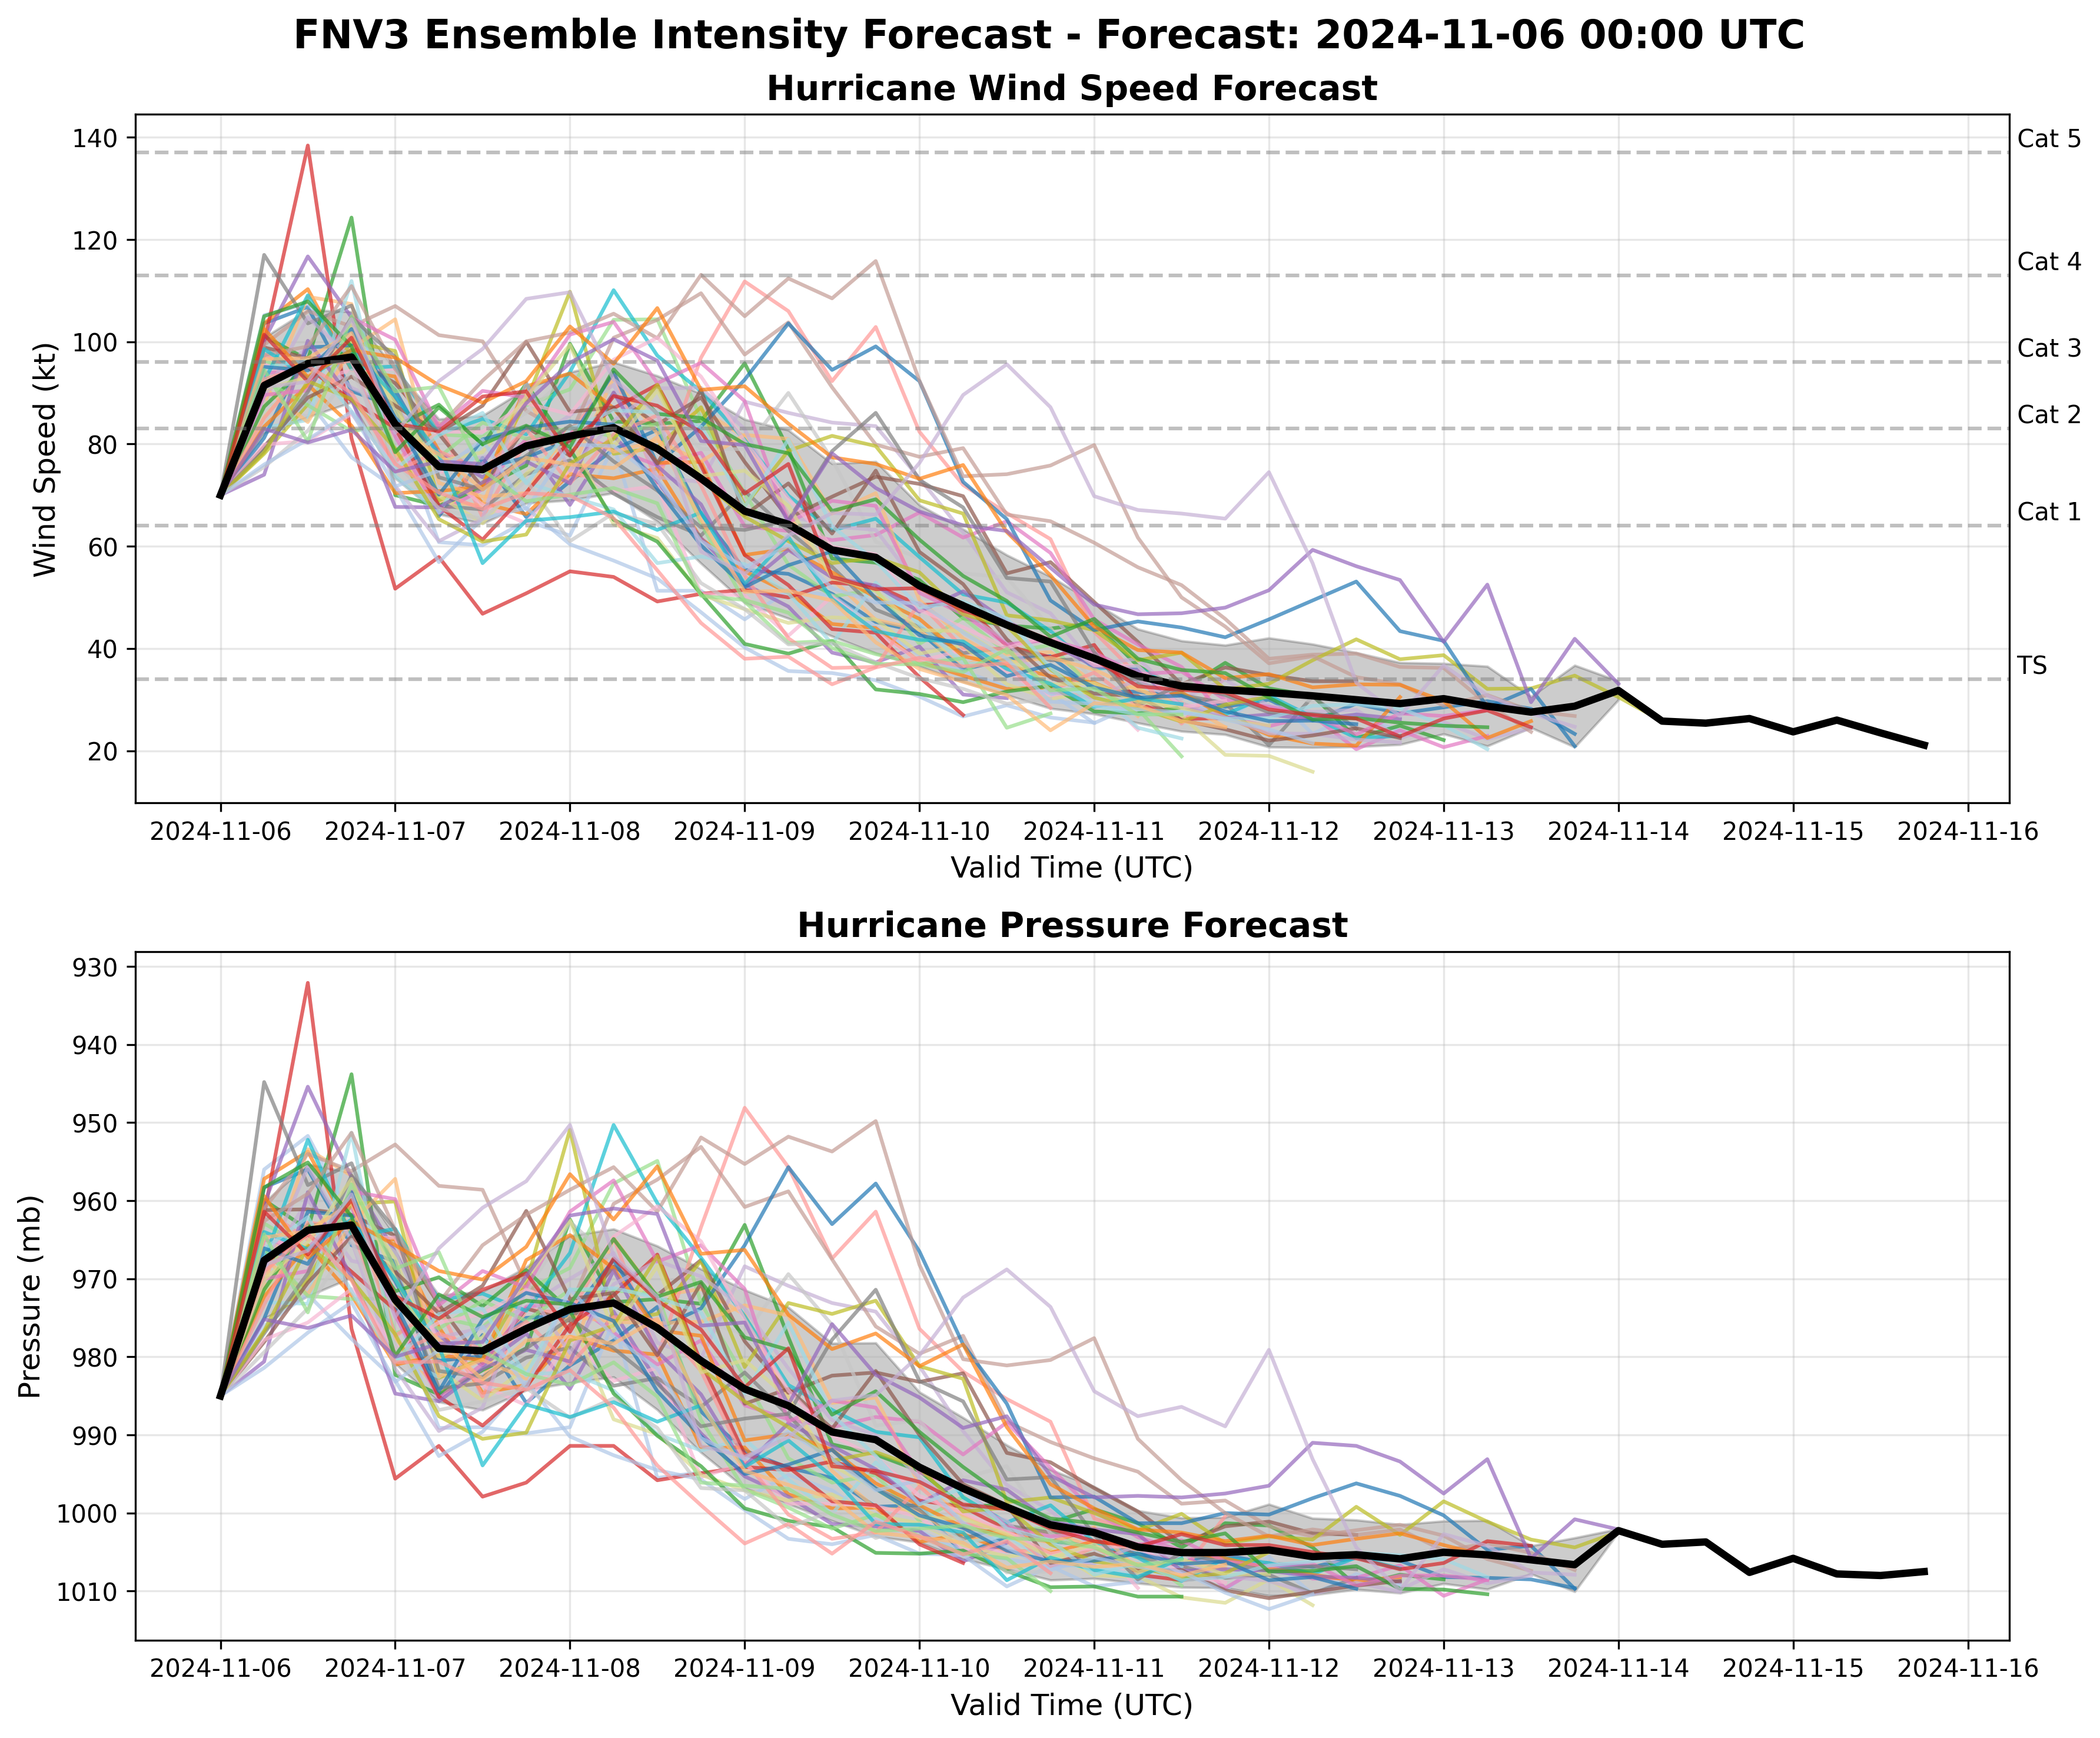 FNV3 Ensemble Intensity Forecast - Forecast: 2024-11-06 00:00 UTC
Hurricane Wind Speed Forecast
140
120
100
80
60
40
20
Wind Speed (kt)
Cat 5
Cat 4
Cat 3
Cat 2
Cat 1
TS
2024-11-06 2024-11-07 2024-11-08 2024-11-09 2024-11-10 2024-11-11 2024-11-12 2024-11-13 2024-11-14 2024-11-15 2024-11-16
Valid Time (UTC)
Hurricane Pressure Forecast
930
940
950
960
970
980
990
1000
1010
Pressure (mb)
2024-11-06 2024-11-07 2024-11-08 2024-11-09 2024-11-10 2024-11-11 2024-11-12 2024-11-13 2024-11-14 2024-11-15 2024-11-16
Valid Time (UTC)